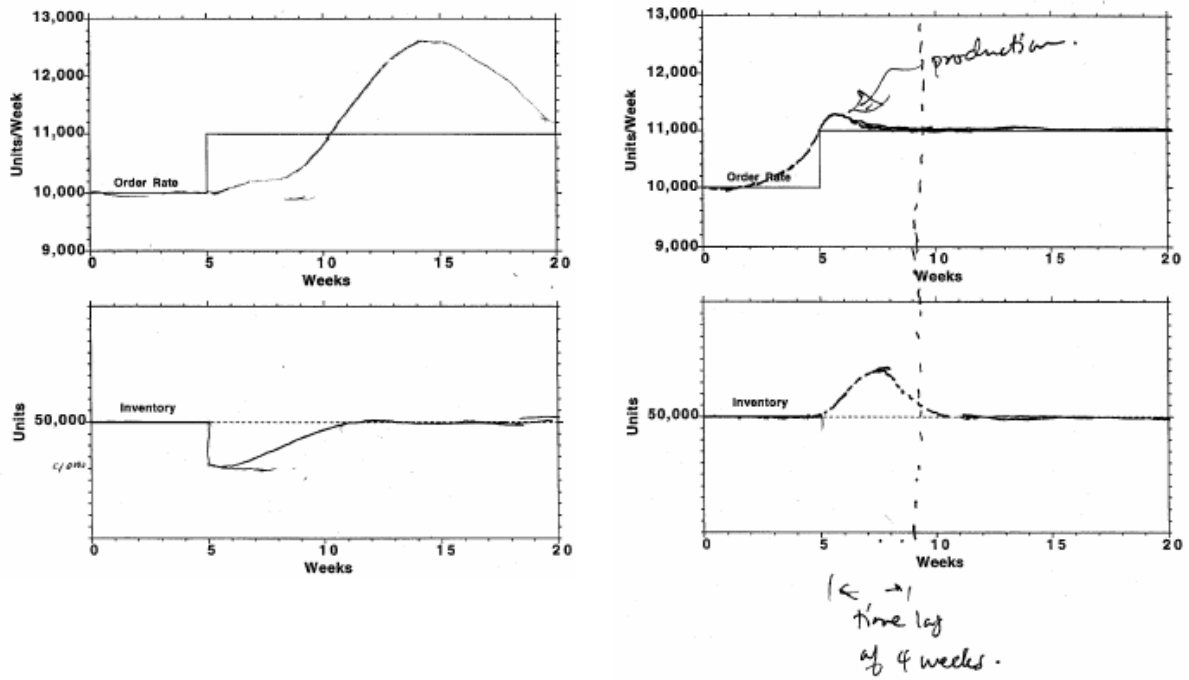 13,000
12,000
11,000
10,000
9,000
Units/Week
Order Rate
0 5 10 15 20
Weeks
50,000
Units
Inventory
0 5 10 15 20
Weeks
13,000
12,000
11,000
10,000
9,000
Units/Week
production.
Order Rate
0 5 10 15 20
Weeks
50,000
Units
Inventory
0 5 10 15 20
Weeks
time lag
of 4 weeks.